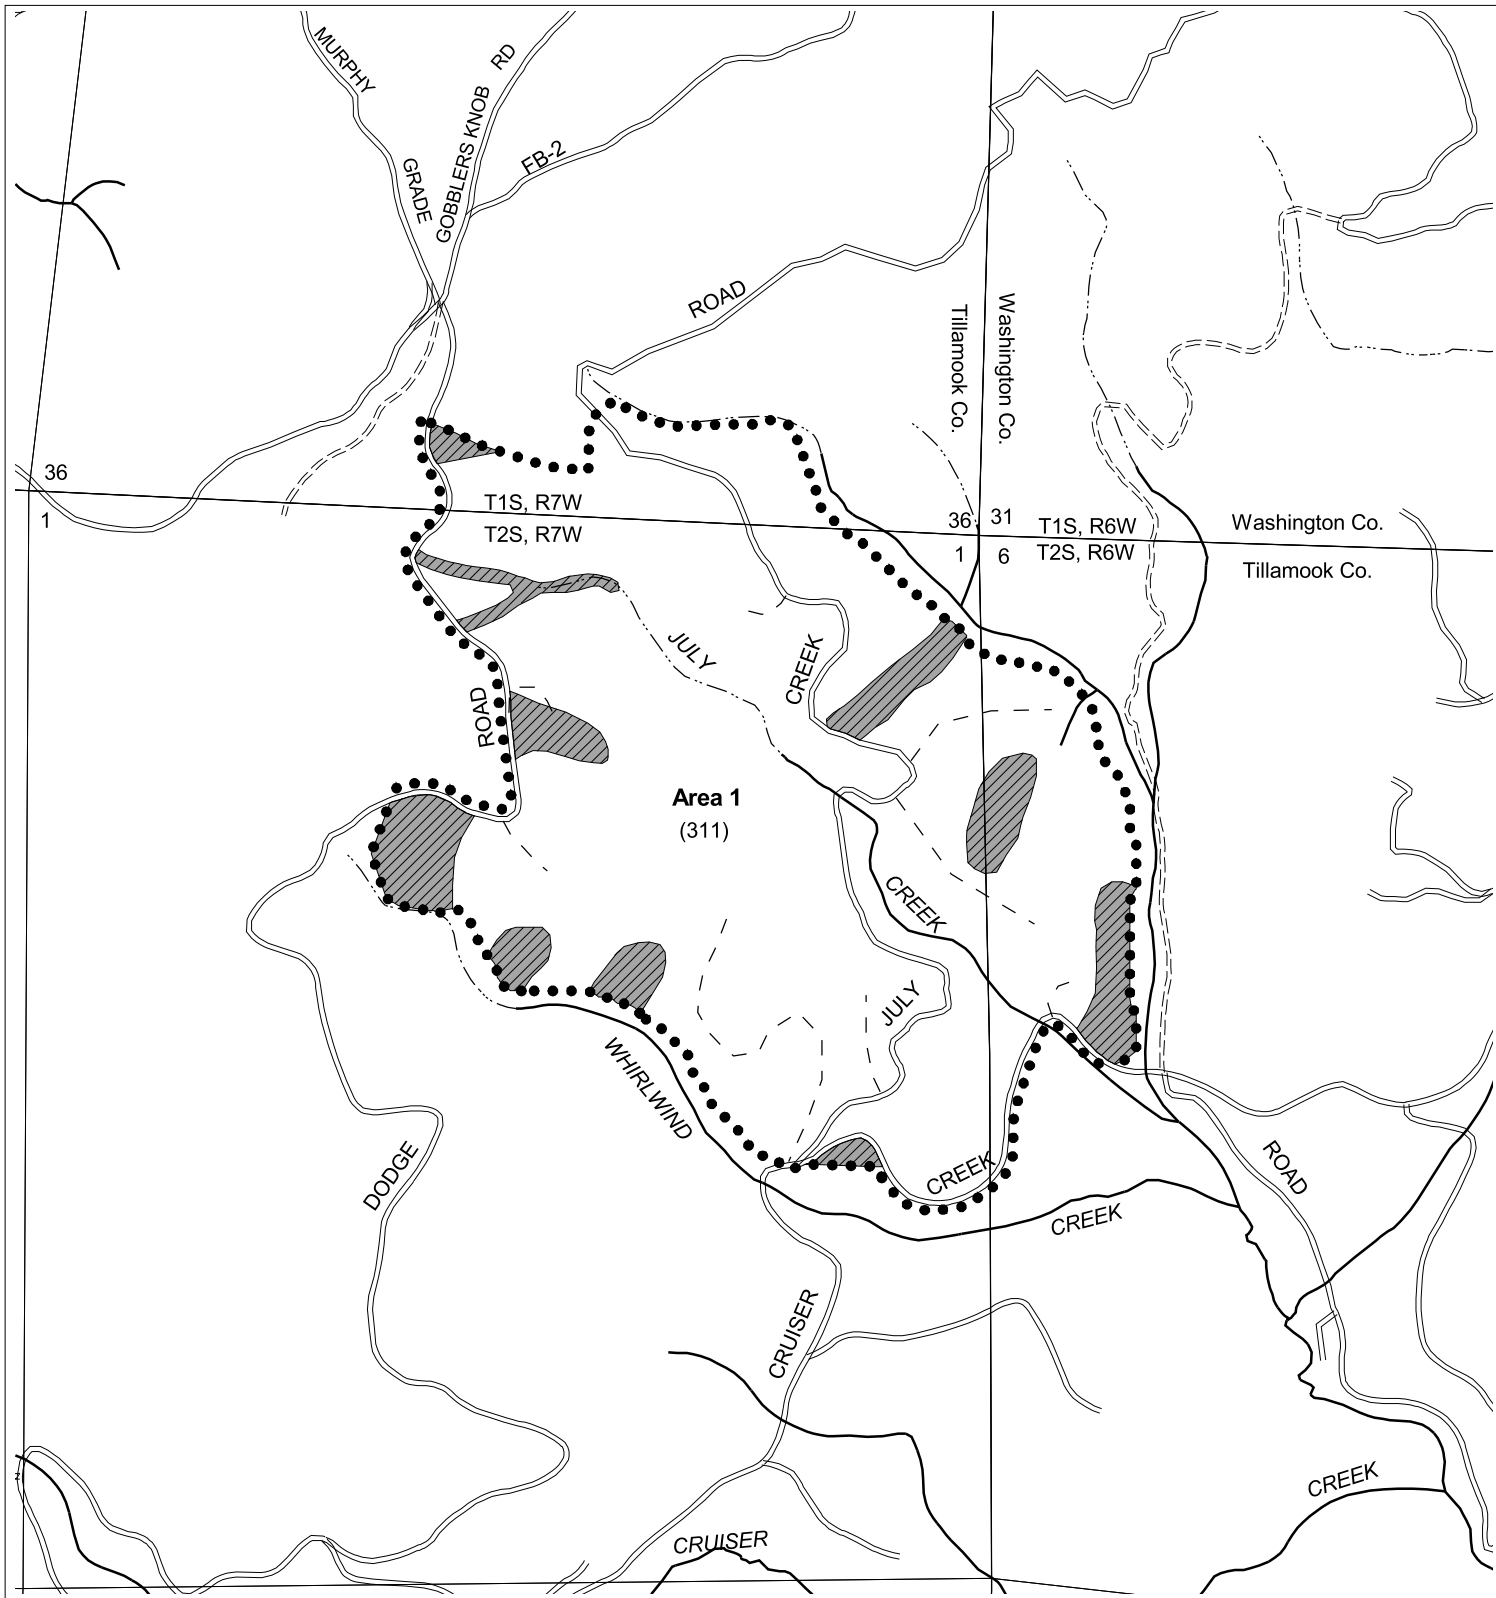 MURPHY
GRADE
GOBBLERS KNOB RD
FB-2
ROAD
Tillamook Co.
Washington Co.
36
1
T1S, R7W
T2S, R7W
36
31
1
6
T1S, R6W
T2S, R6W
Washington Co.
Tillamook Co.
JULY
CREEK
ROAD
Area 1
(311)
CREEK
JULY
WHIRLWIND
DODGE
CREEK
ROAD
CREEK
CRUISER
CREEK
CRUISER
z